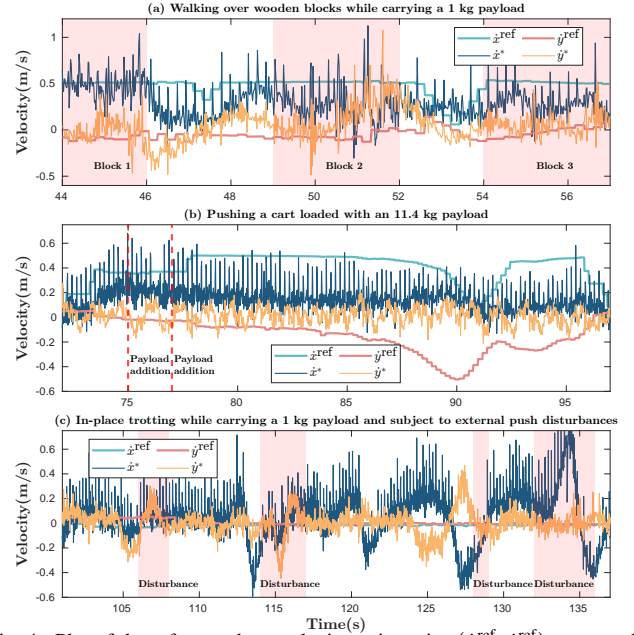 (a) Walking over wooden blocks while carrying a 1 kg payload
Velocity(m/s)
1
0.5
0
-0.5
ẋref ẏref
ẋ* ẏ*
Block 1
Block 2
Block 3
44 46 48 50 52 54 56
(b) Pushing a cart loaded with an 11.4 kg payload
Velocity(m/s)
0.6
0.4
0.2
0
-0.2
-0.4
-0.6
Payload Payload
addition addition
ẋref ẏref
ẋ* ẏ*
75 80 85 90 95
(c) In-place trotting while carrying a 1 kg payload and subject to external push disturbances
Velocity(m/s)
0.6
0.4
0.2
0
-0.2
-0.4
-0.6
ẋref ẏref
ẋ* ẏ*
Disturbance Disturbance Disturbance Disturbance
105 110 115 120 125 130 135
Time(s)